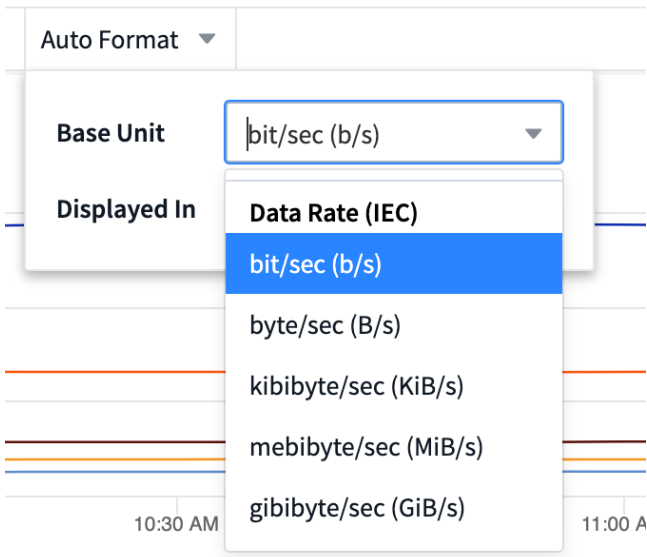 Auto Format
Base Unit
bit/sec (b/s)
Displayed In
Data Rate (IEC)
bit/sec (b/s)
byte/sec (B/s)
kibibyte/sec (KiB/s)
mebibyte/sec (MiB/s)
gibibyte/sec (GiB/s)
10:30 AM
11:00 A